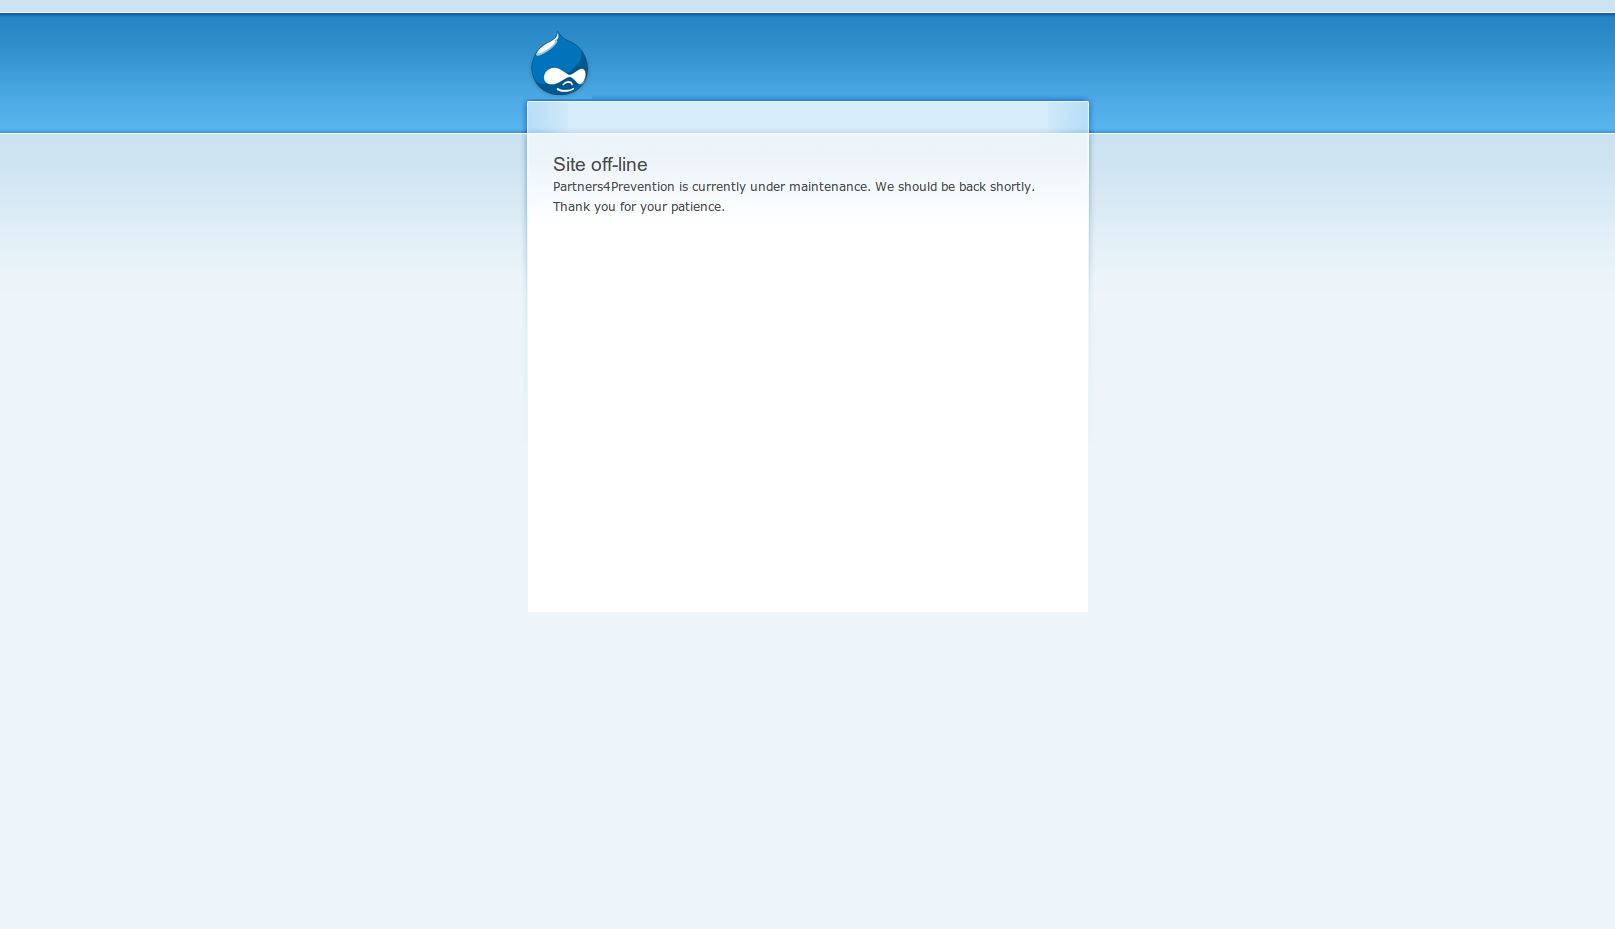 Site off-line
Partners4Prevention is currently under maintenance. We should be back shortly.
Thank you for your patience.